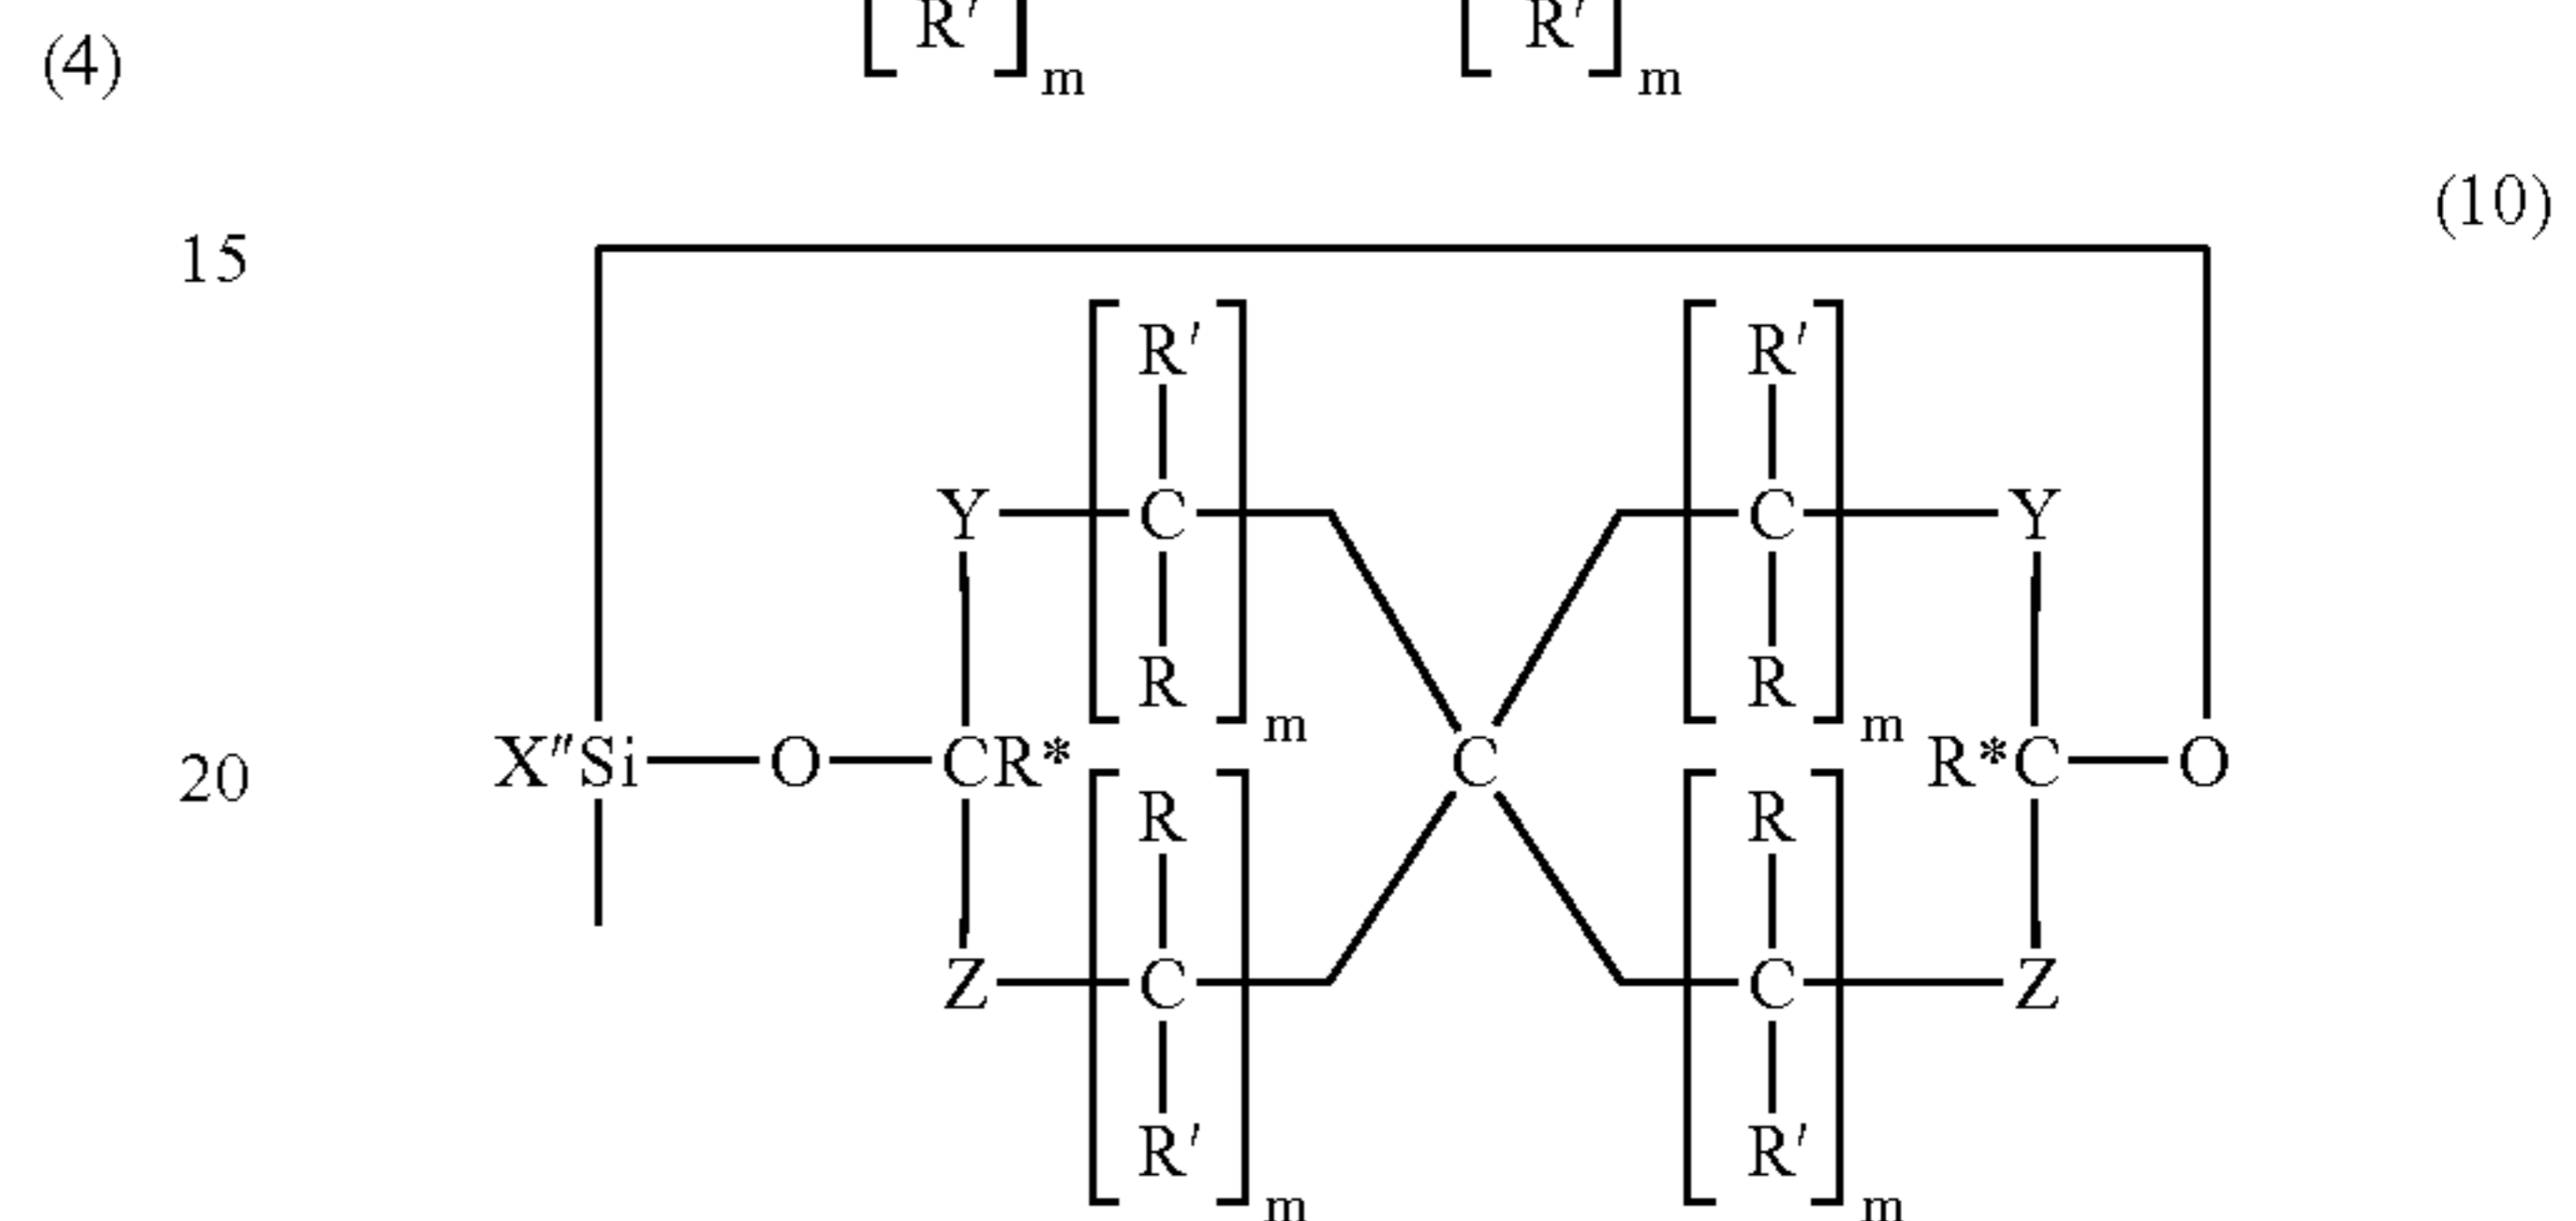 R′ R′
(4) m m
(10)
15
R′ R′
Y C C Y
R R
m m
20 X″Si O CR* C R*C O
R R
Z C C Z
R′ R′
m m